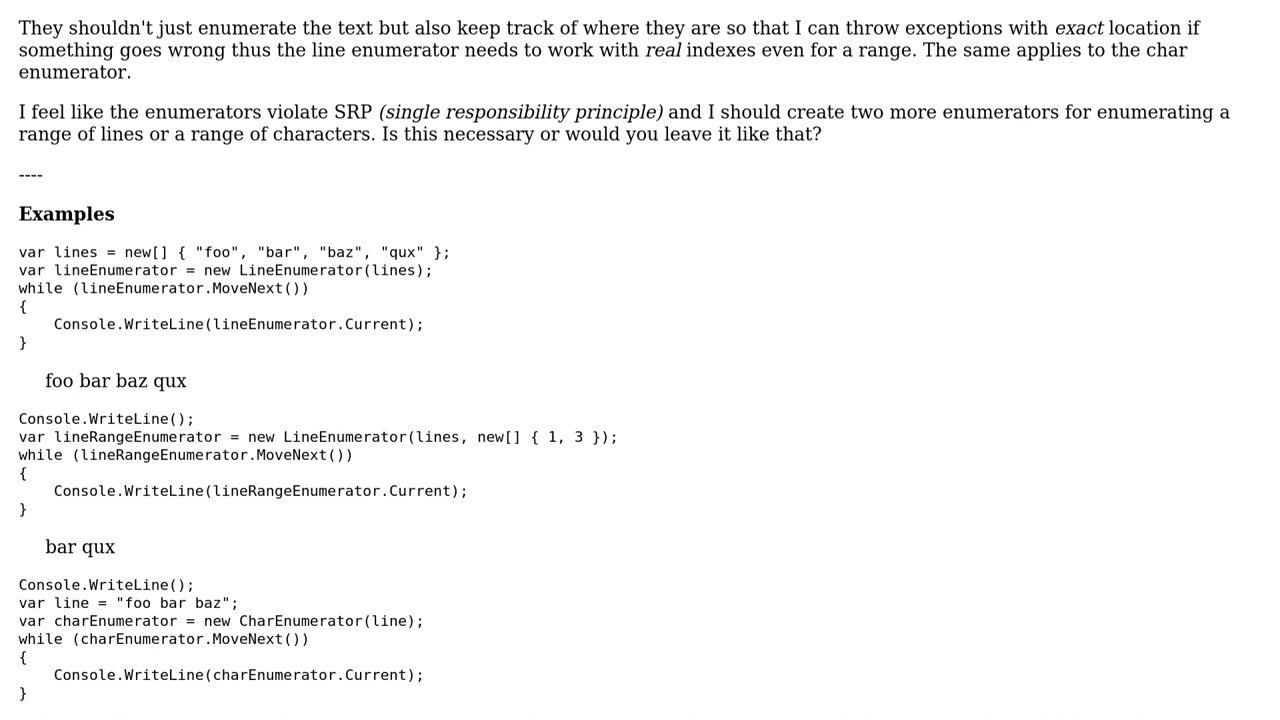 They shouldn't just enumerate the text but also keep track of where they are so that I can throw exceptions with exact location if
something goes wrong thus the line enumerator needs to work with real indexes even for a range. The same applies to the char
enumerator.
I feel like the enumerators violate SRP (single responsibility principle) and I should create two more enumerators for enumerating a
range of lines or a range of characters. Is this necessary or would you leave it like that?
----
Examples
var lines = new[] { "foo", "bar", "baz", "qux" };
var lineEnumerator = new LineEnumerator(lines);
while (lineEnumerator.MoveNext())
{
    Console.WriteLine(lineEnumerator.Current);
}
foo bar baz qux
Console.WriteLine();
var lineRangeEnumerator = new LineEnumerator(lines, new[] { 1, 3 });
while (lineRangeEnumerator.MoveNext())
{
    Console.WriteLine(lineRangeEnumerator.Current);
}
bar qux
Console.WriteLine();
var line = "foo bar baz";
var charEnumerator = new CharEnumerator(line);
while (charEnumerator.MoveNext())
{
    Console.WriteLine(charEnumerator.Current);
}